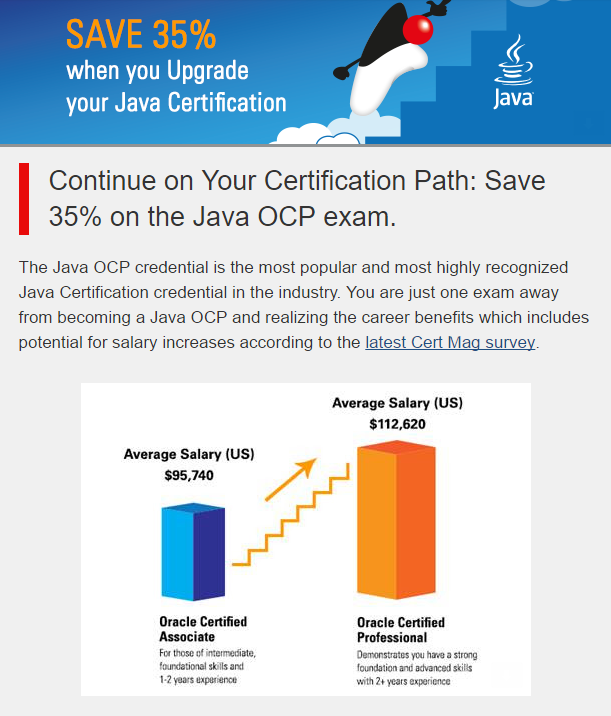 SAVE 35%
when you Upgrade
your Java Certification
Java
Continue on Your Certification Path: Save
35% on the Java OCP exam.
The Java OCP credential is the most popular and most highly recognized
Java Certification credential in the industry. You are just one exam away
from becoming a Java OCP and realizing the career benefits which includes
potential for salary increases according to the latest Cert Mag survey.
Average Salary (US)
$112,620
Average Salary (US)
$95,740
Oracle Certified
Associate
For those of intermediate,
foundational skills and
1-2 years experience
Oracle Certified
Professional
Demonstrates you have a strong
foundation and advanced skills
with 2+ years experience